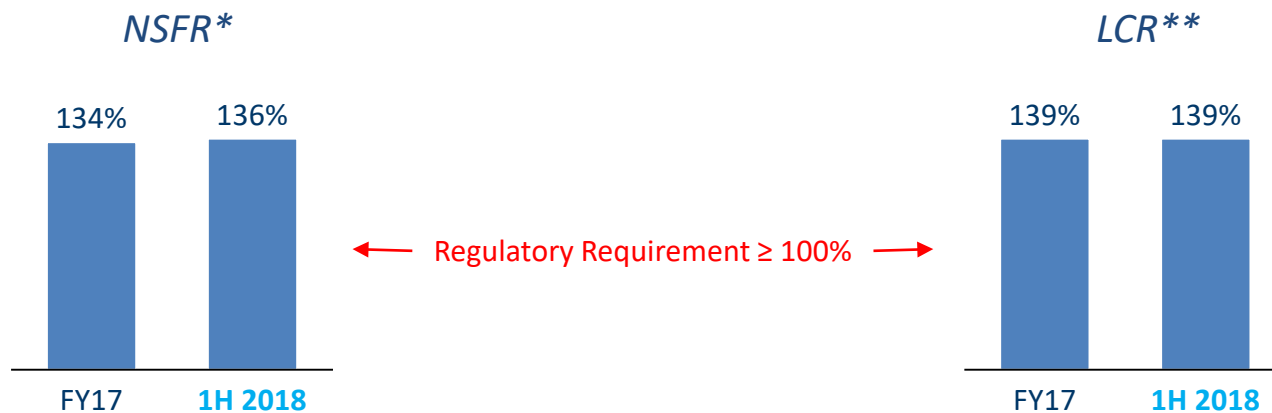 NSFR*
134%
136%
FY17
1H 2018
Regulatory Requirement ≥ 100%
LCR**
139%
139%
FY17
1H 2018